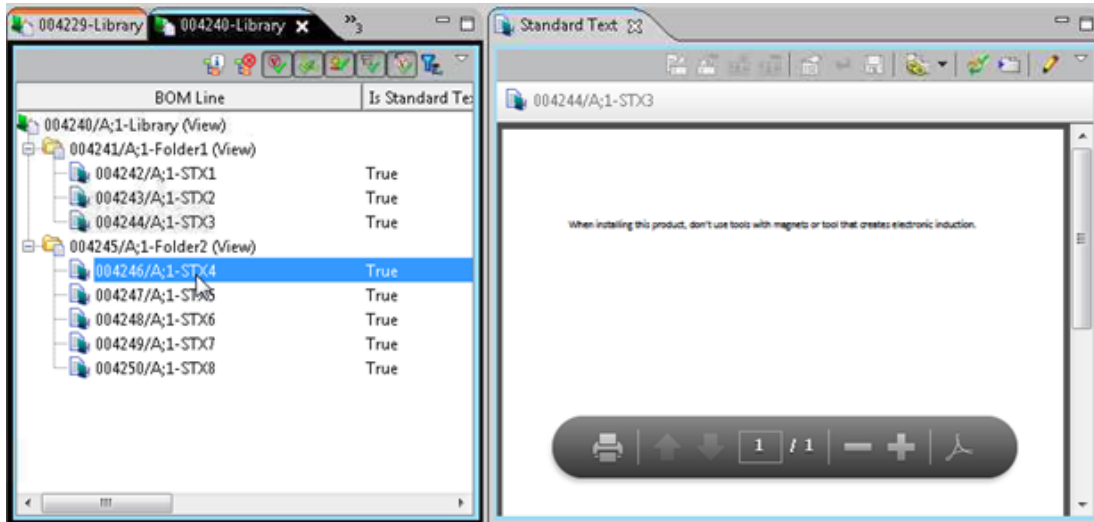 004229-Library 004240-Library »3 Standard Text
BOM Line Is Standard Te
004240/A;1-Library (View)
004241/A;1-Folder1 (View)
004242/A;1-STX1 True
004243/A;1-STX2 True
004244/A;1-STX3 True
004245/A;1-Folder2 (View)
004246/A;1-STX4 True
004247/A;1-STX5 True
004248/A;1-STX6 True
004249/A;1-STX7 True
004250/A;1-STX8 True
004244/A;1-STX3
When installing this product, don't use tools with magnets or tool that creates electronic induction.
1 / 1